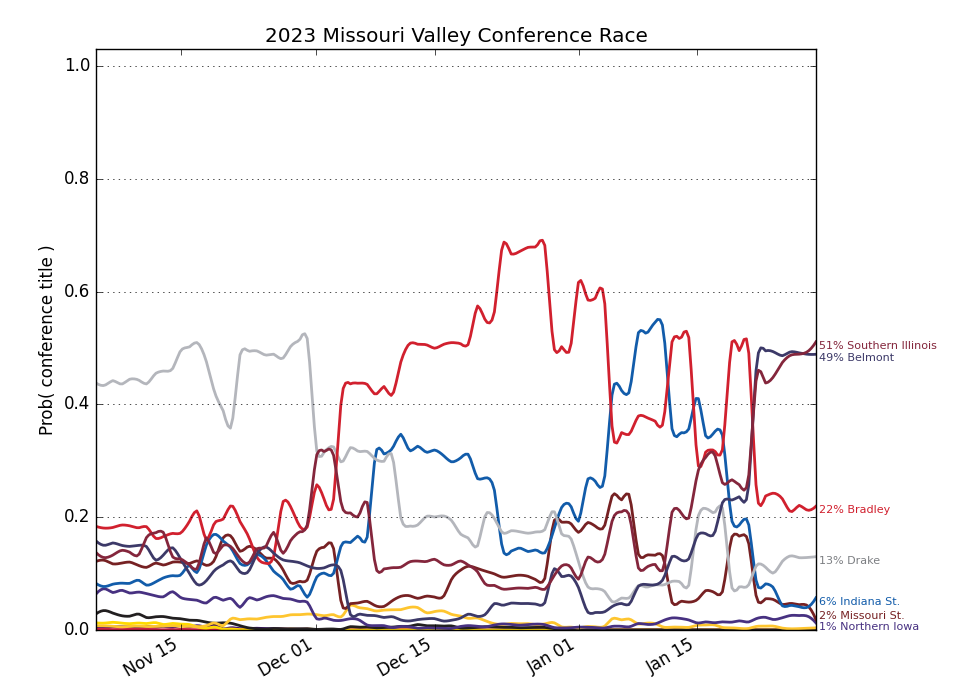 2023 Missouri Valley Conference Race
1.0
0.8
0.6
0.4
0.2
0.0
Prob( conference title )
51% Southern Illinois
49% Belmont
22% Bradley
13% Drake
6% Indiana St.
2% Missouri St.
1% Northern Iowa
Nov 15
Dec 01
Dec 15
Jan 01
Jan 15